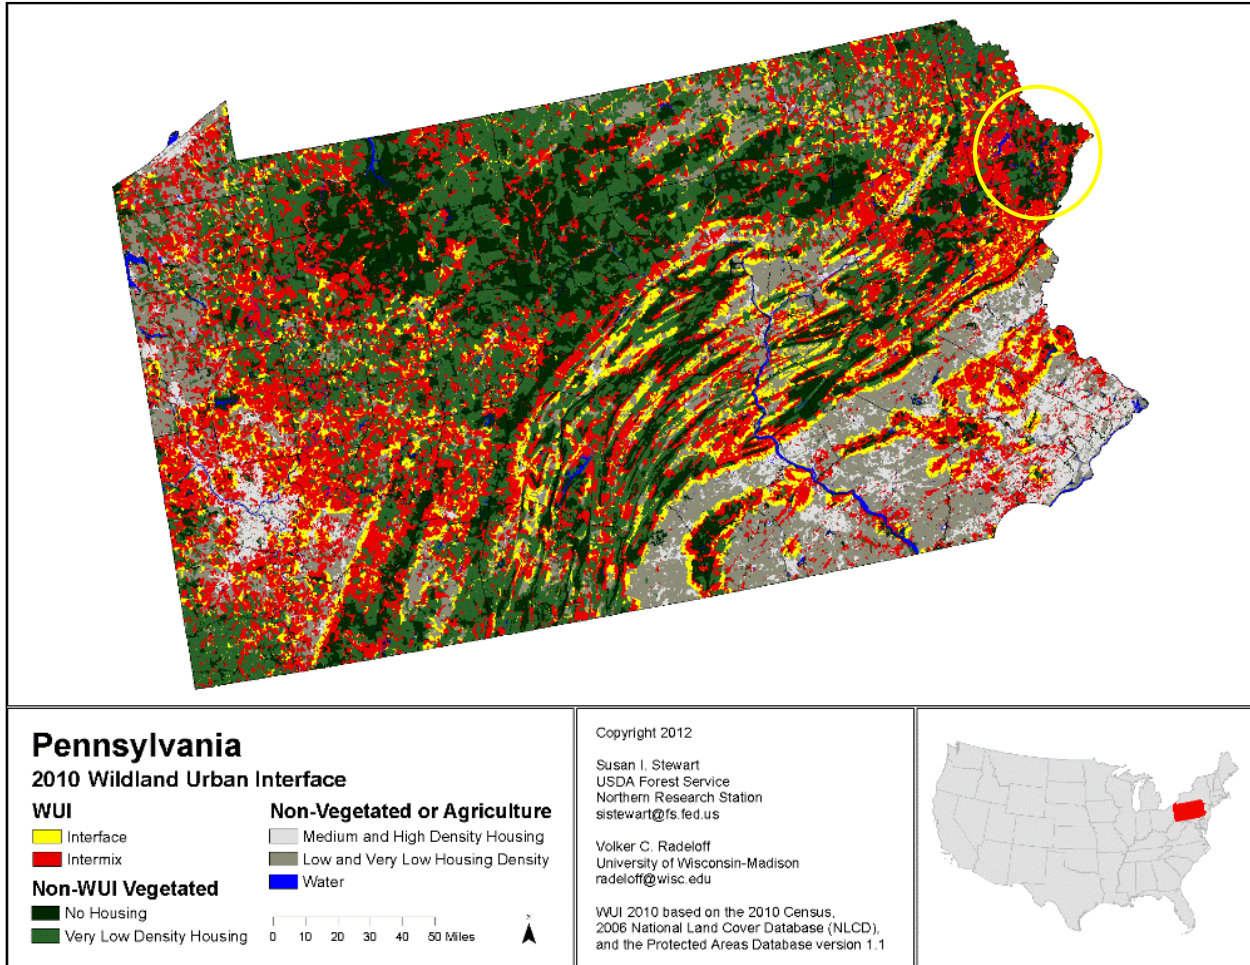 Pennsylvania
2010 Wildland Urban Interface
WUI
Interface
Intermix
Non-WUI Vegetated
No Housing
Very Low Density Housing
Non-Vegetated or Agriculture
Medium and High Density Housing
Low and Very Low Housing Density
Water
0 10 20 30 40 50 Miles
Copyright 2012
Susan I. Stewart
USDA Forest Service
Northern Research Station
sistewart@fs.fed.us
Volker C. Radeloff
University of Wisconsin-Madison
radeloff@wisc.edu
WUI 2010 based on the 2010 Census,
2006 National Land Cover Database (NLCD),
and the Protected Areas Database version 1.1